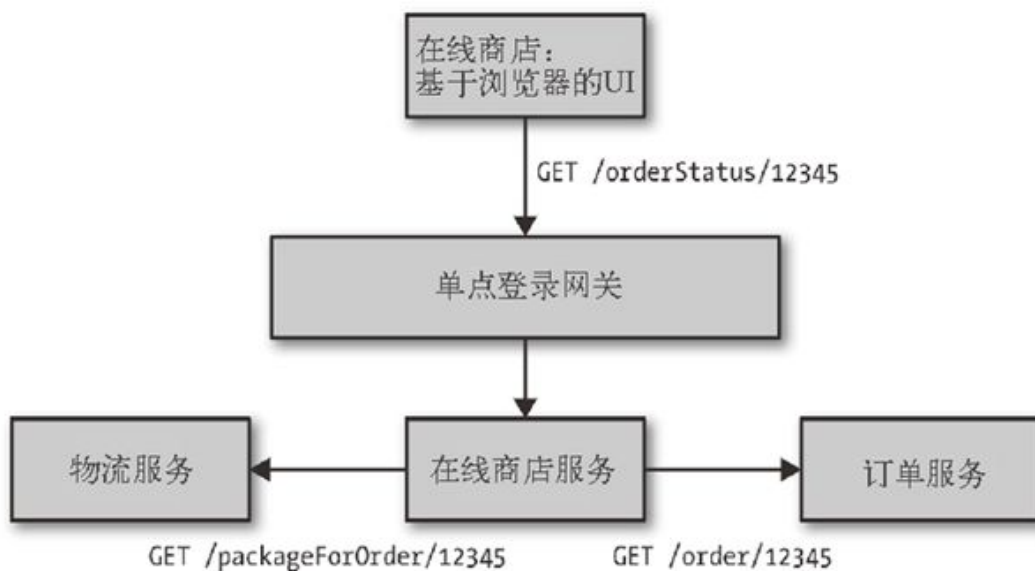 在线商店：
基于浏览器的UI
GET /orderStatus/12345
单点登录网关
物流服务
在线商店服务
订单服务
GET /packageForOrder/12345
GET /order/12345